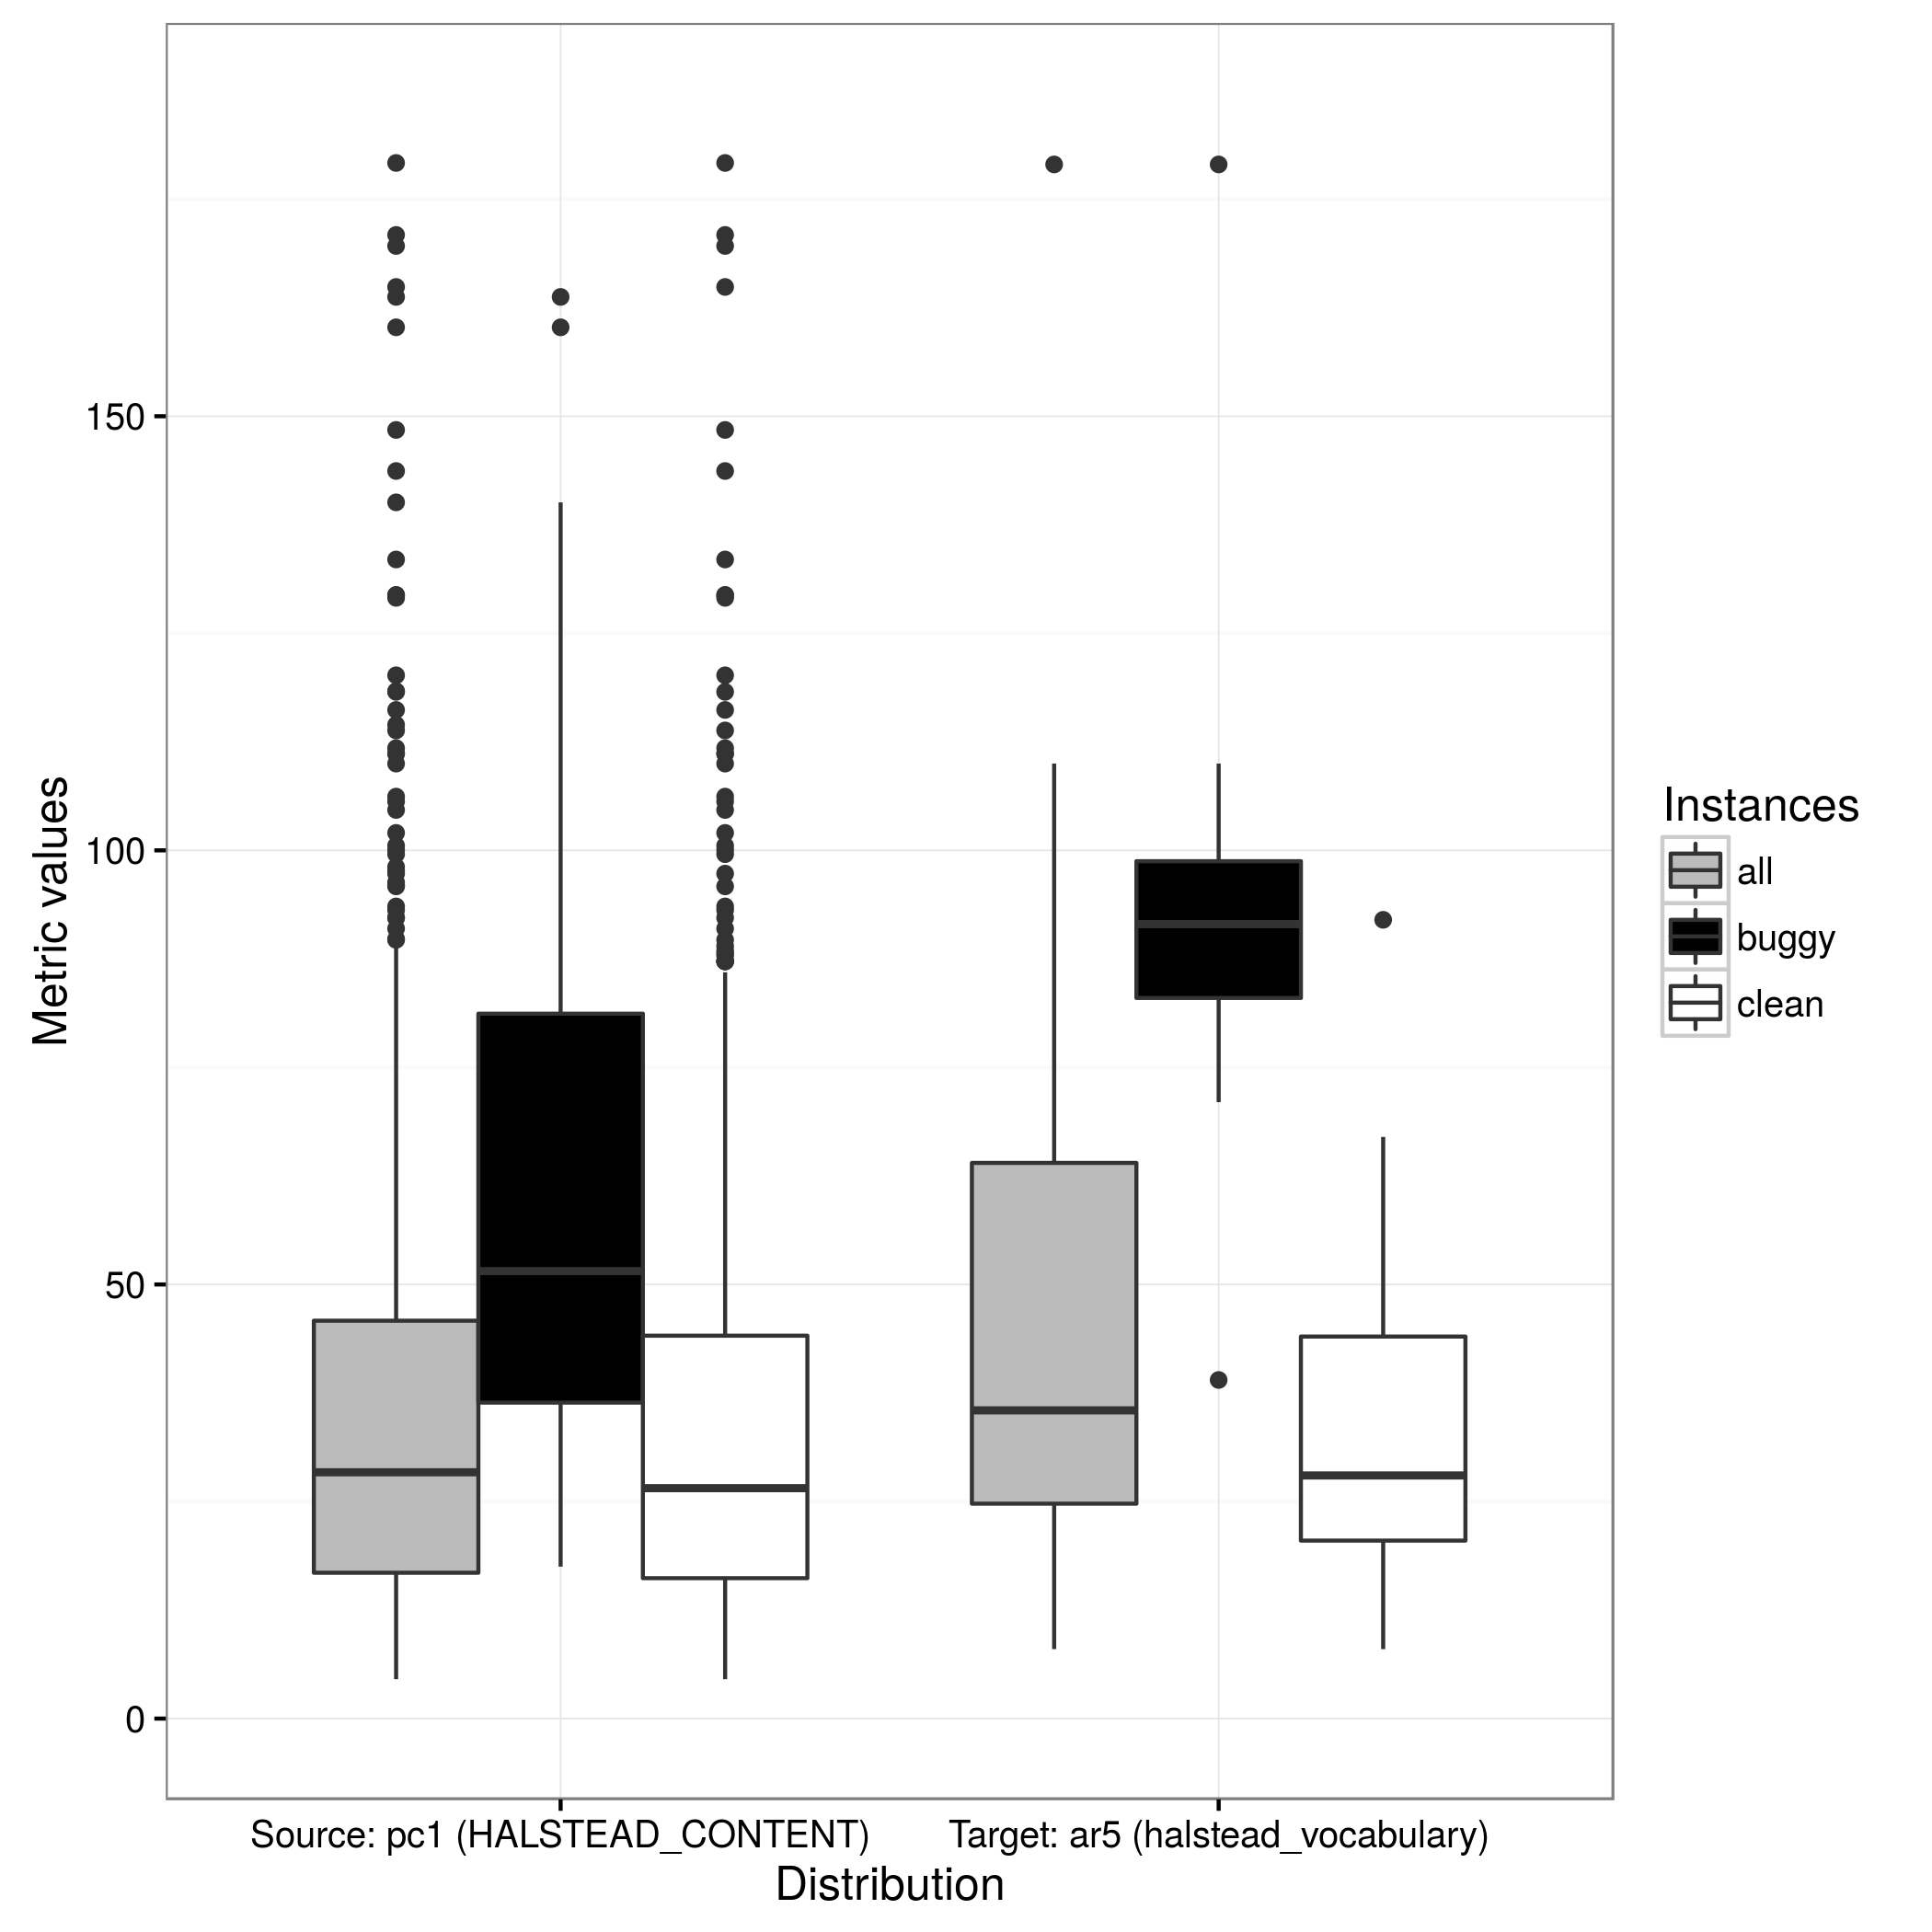 Metric values
150
100
50
0
Source: pc1 (HALSTEAD_CONTENT)
Target: ar5 (halstead_vocabulary)
Distribution
Instances
all
buggy
clean